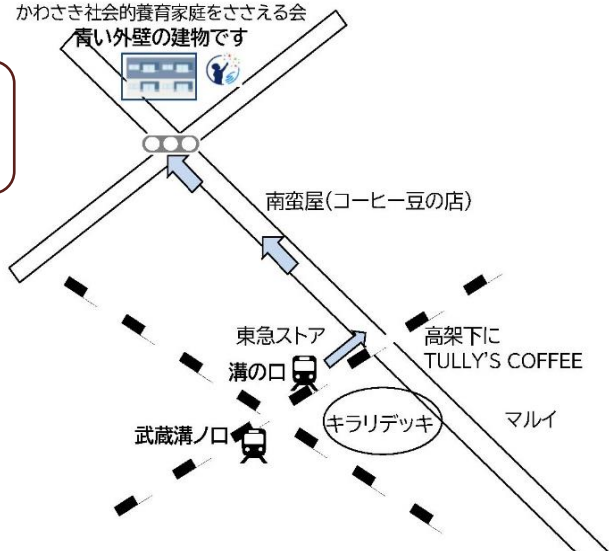 かわさき社会的養育家庭をささえる会
青い外壁の建物です
南蛮屋(コーヒー豆の店)
東急ストア
高架下に
TULLY'S COFFEE
溝の口
キラリデッキ
マルイ
武蔵溝ノ口